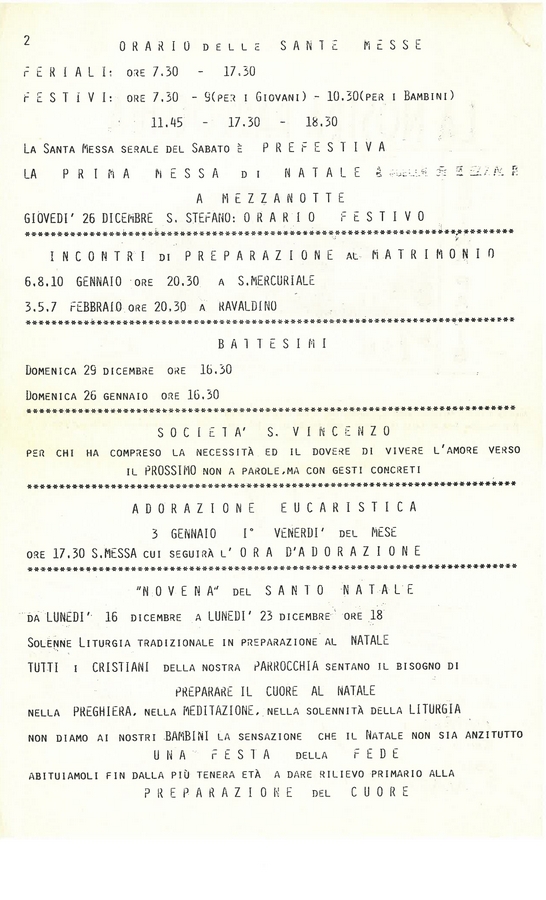 2
ORARIO DELLE SANTE MESSE
FERIALI: ORE 7.30 - 17.30
FESTIVI: ORE 7.30 - 9(PER I GIOVANI) - 10.30(PER I BAMBINI)
11.45 - 17.30 - 18.30
LA SANTA MESSA SERALE DEL SABATO È PREFESTIVA
LA PRIMA MESSA DI NATALE È
A MEZZANOTTE
GIOVEDI' 26 DICEMBRE S. STEFANO: ORARIO FESTIVO
INCONTRI DI PREPARAZIONE AL MATRIMONIO
6.8.10 GENNAIO ORE 20.30 A S.MERCURIALE
3.5.7 FEBBRAIO ORE 20.30 A RAVALDINO
BATTESIMI
DOMENICA 29 DICEMBRE ORE 16.30
DOMENICA 26 GENNAIO ORE 16.30
SOCIETA' S. VINCENZO
PER CHI HA COMPRESO LA NECESSITÀ ED IL DOVERE DI VIVERE L'AMORE VERSO
IL PROSSIMO NON A PAROLE,MA CON GESTI CONCRETI
ADORAZIONE EUCARISTICA
3 GENNAIO I° VENERDI' DEL MESE
ORE 17.30 S.MESSA CUI SEGUIRÀ L'ORA D'ADORAZIONE
"NOVENA" DEL SANTO NATALE
DA LUNEDI' 16 DICEMBRE A LUNEDI' 23 DICEMBRE ORE 18
SOLENNE LITURGIA TRADIZIONALE IN PREPARAZIONE AL NATALE
TUTTI I CRISTIANI DELLA NOSTRA PARROCCHIA SENTANO IL BISOGNO DI
PREPARARE IL CUORE AL NATALE
NELLA PREGHIERA, NELLA MEDITAZIONE, NELLA SOLENNITÀ DELLA LITURGIA
NON DIAMO AI NOSTRI BAMBINI LA SENSAZIONE CHE IL NATALE NON SIA ANZITUTTO
UNA FESTA DELLA FEDE
ABITUIAMOLI FIN DALLA PIÙ TENERA ETÀ A DARE RILIEVO PRIMARIO ALLA
PREPARAZIONE DEL CUORE